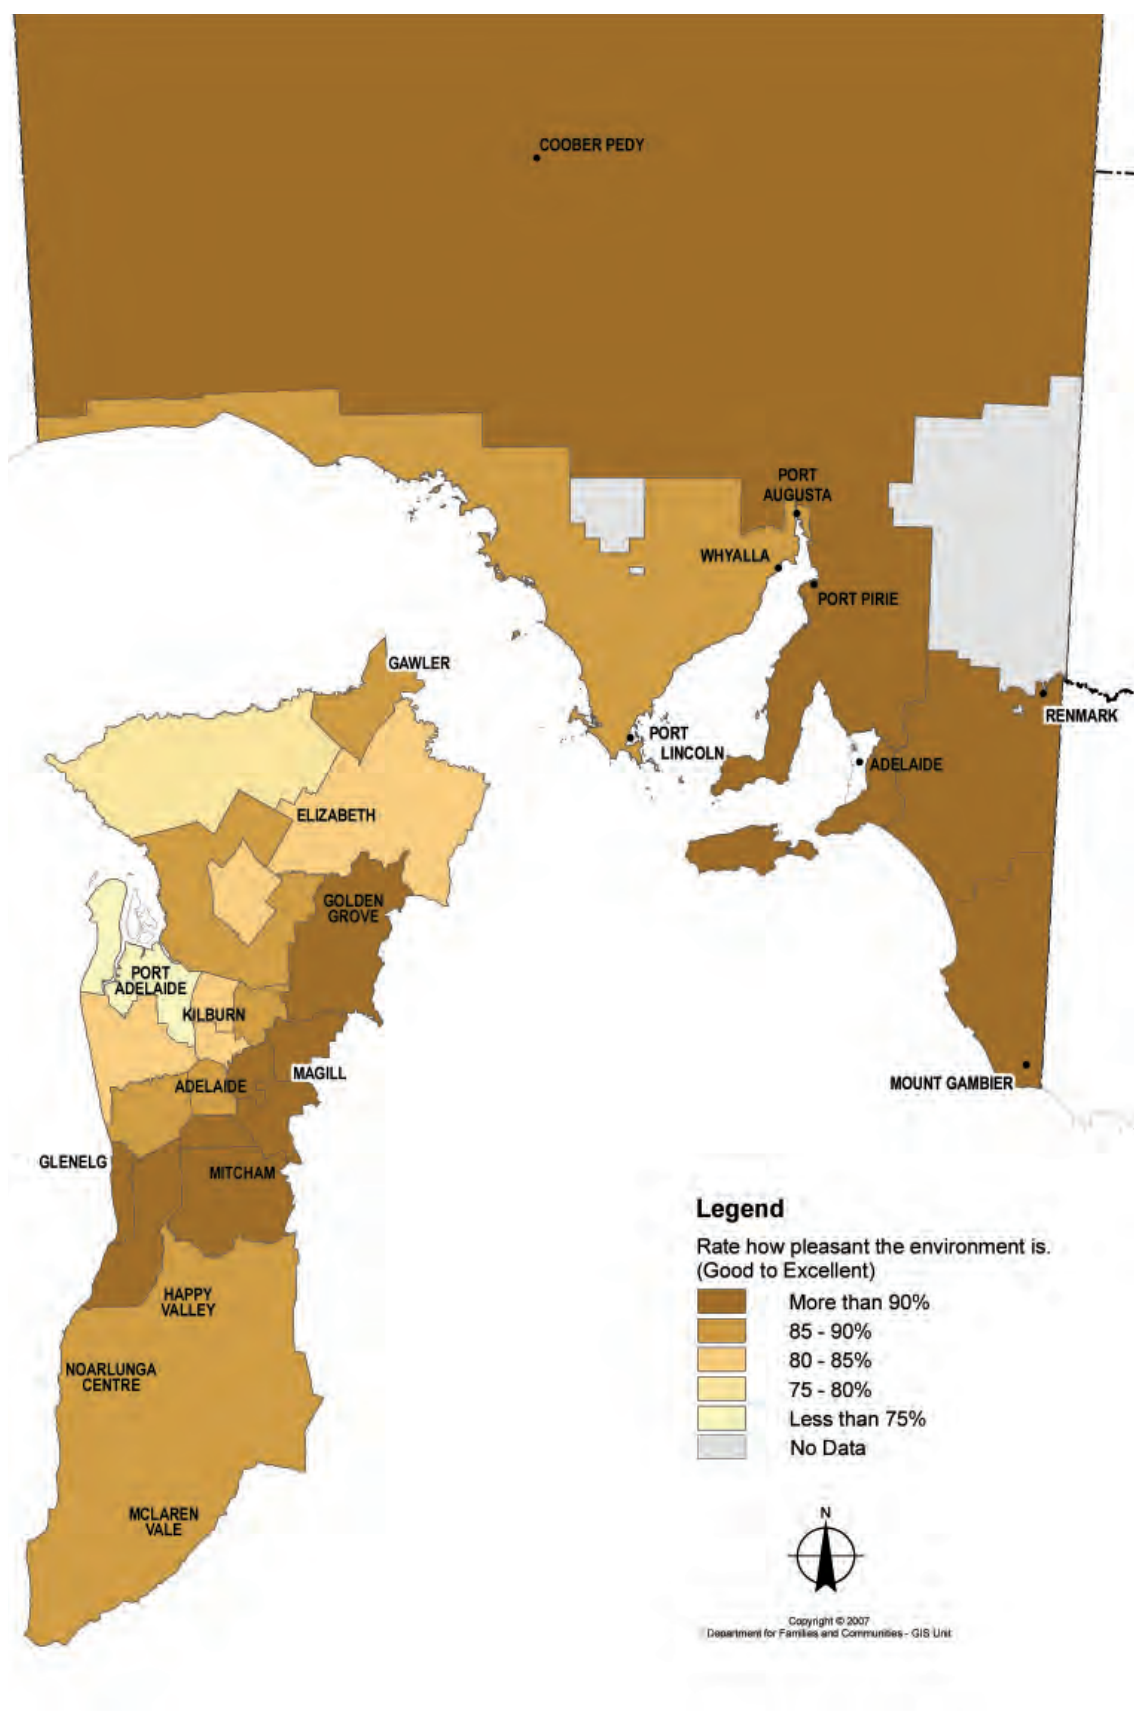 COOBER PEDY
PORT
AUGUSTA
WHYALLA
PORT PIRIE
GAWLER
RENMARK
PORT
LINCOLN
ADELAIDE
ELIZABETH
GOLDEN
GROVE
PORT
ADELAIDE
KILBURN
MAGILL
ADELAIDE
MOUNT GAMBIER
GLENELG
MITCHAM
HAPPY
VALLEY
NOARLUNGA
CENTRE
MCLAREN
VALE
Legend
Rate how pleasant the environment is.
(Good to Excellent)
More than 90%
85 - 90%
80 - 85%
75 - 80%
Less than 75%
No Data
N
Copyright © 2007
Department for Families and Communities - GIS Unit